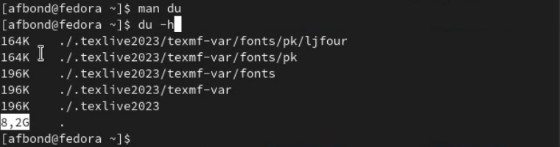 [afbond@fedora ~]$ man du
[afbond@fedora ~]$ du -h
164K    ./.texlive2023/texmf-var/fonts/pk/ljfour
164K    ./.texlive2023/texmf-var/fonts/pk
196K    ./.texlive2023/texmf-var/fonts
196K    ./.texlive2023/texmf-var
196K    ./.texlive2023
8,2G    .
[afbond@fedora ~]$